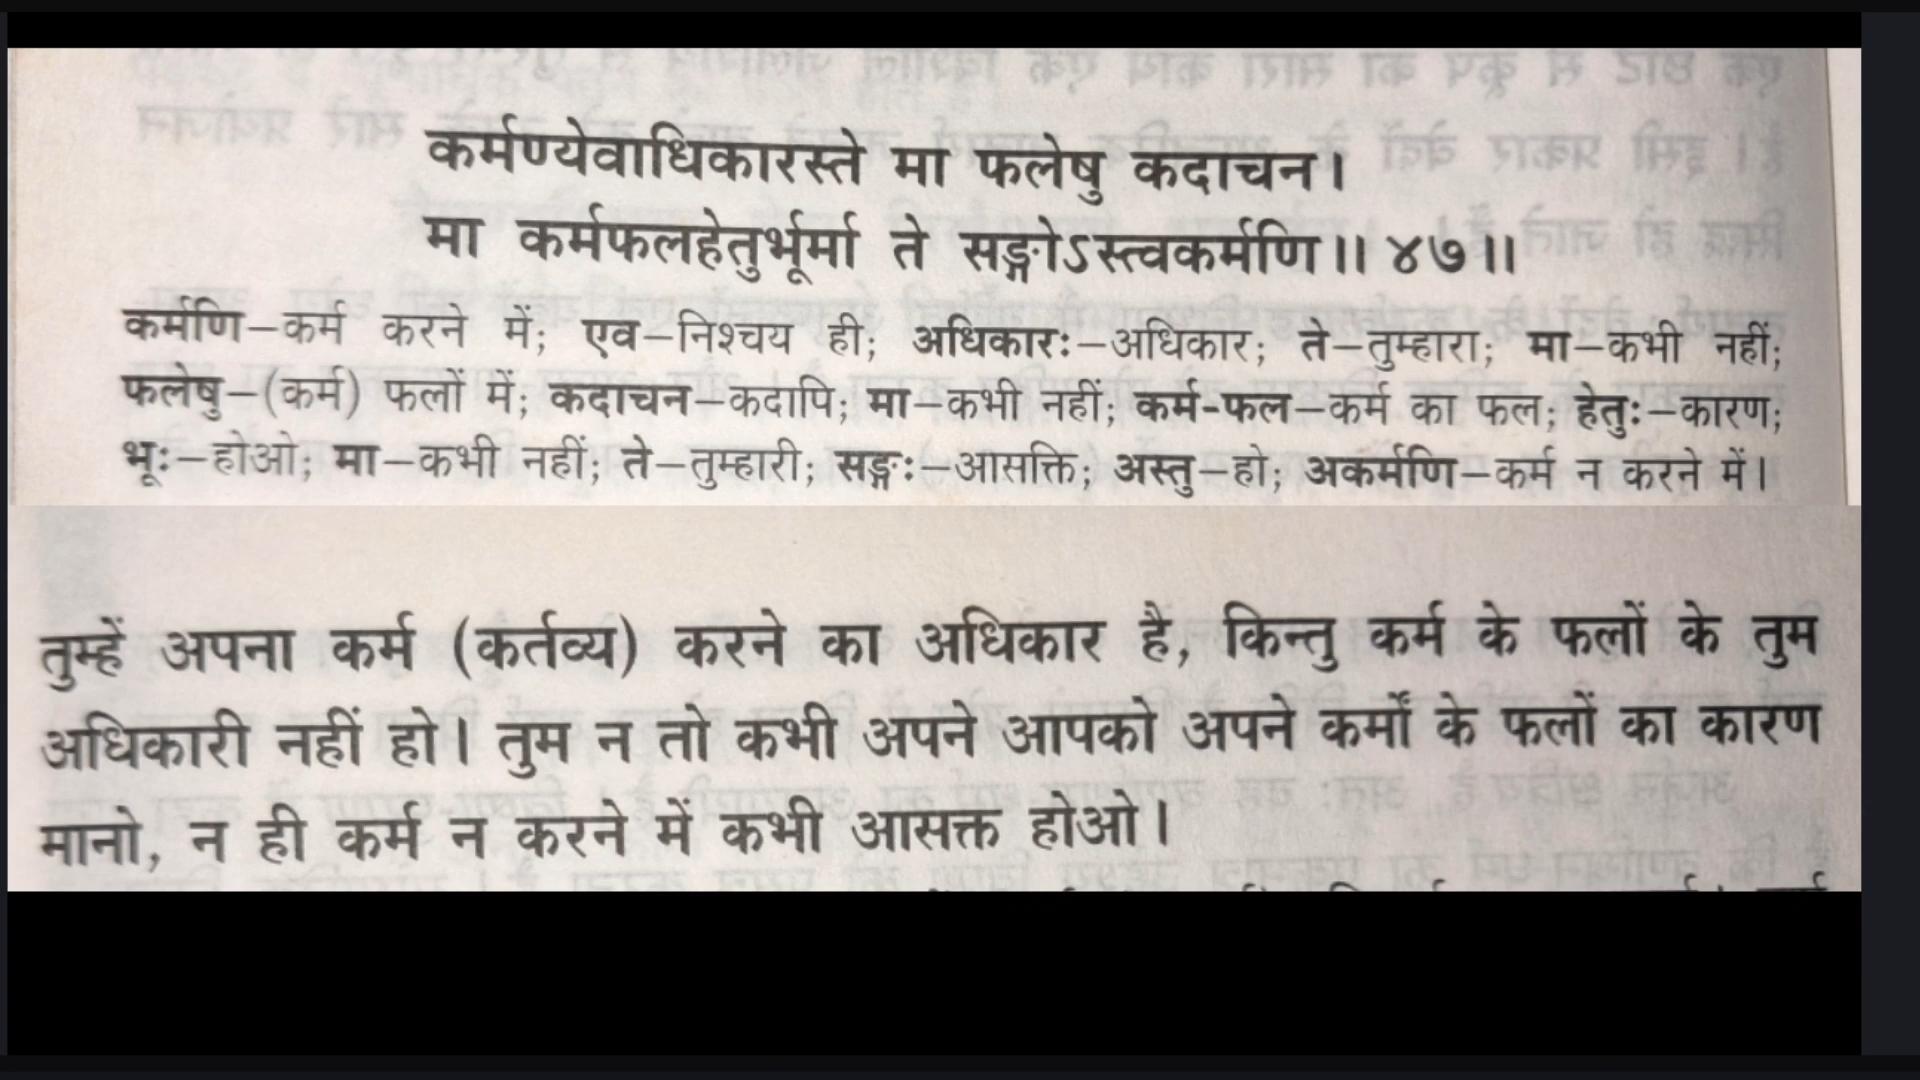 कर्मण्येवाधिकारस्ते मा फलेषु कदाचन।
मा कर्मफलहेतुर्भूर्मा ते सङ्गोऽस्त्वकर्मणि॥ ४७॥
कर्मणि–कर्म करने में; एव–निश्चय ही; अधिकारः–अधिकार; ते–तुम्हारा; मा–कभी नहीं;
फलेषु–(कर्म) फलों में; कदाचन–कदापि; मा–कभी नहीं; कर्म-फल–कर्म का फल; हेतुः–कारण;
भूः–होओ; मा–कभी नहीं; ते–तुम्हारी; सङ्गः–आसक्ति; अस्तु–हो; अकर्मणि–कर्म न करने में।
तुम्हें अपना कर्म (कर्तव्य) करने का अधिकार है, किन्तु कर्म के फलों के तुम
अधिकारी नहीं हो। तुम न तो कभी अपने आपको अपने कर्मों के फलों का कारण
मानो, न ही कर्म न करने में कभी आसक्त होओ।